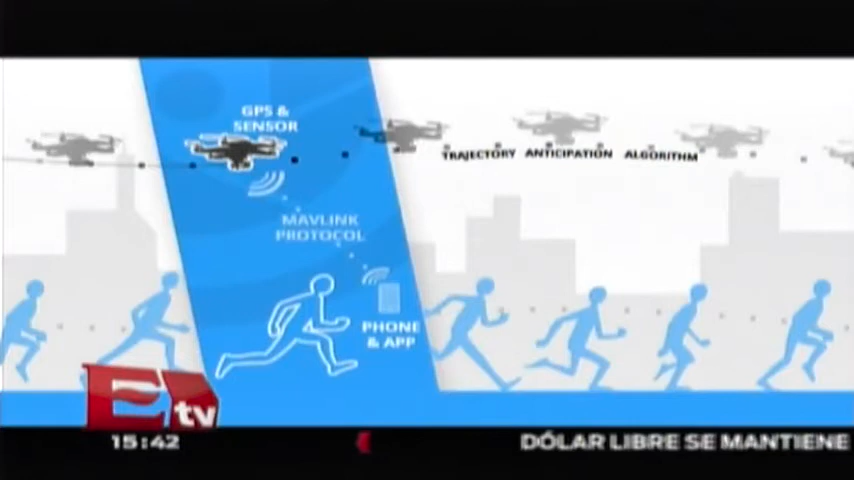 GPS &
SENSOR
TRAJECTORY ANTICIPATION ALGORITHM
MAVLINK
PROTOCOL
PHONE
& APP
E tv
15:42
DÓLAR LIBRE SE MANTIENE